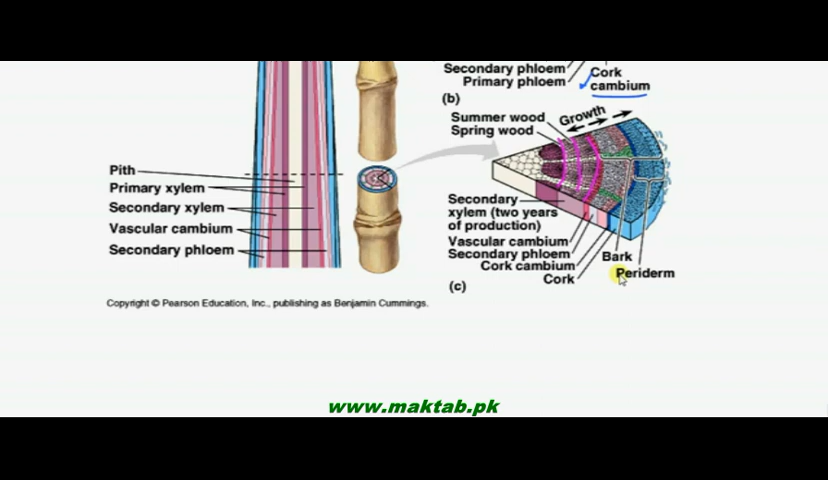 Secondary phloem
Primary phloem
Cork
cambium
(b)
Summer wood
Spring wood
Growth
Pith
Primary xylem
Secondary xylem
Vascular cambium
Secondary phloem
Secondary
xylem (two years
of production)
Vascular cambium
Secondary phloem
Cork cambium
Cork
Bark
Periderm
(c)
Copyright © Pearson Education, Inc., publishing as Benjamin Cummings.
www.maktab.pk